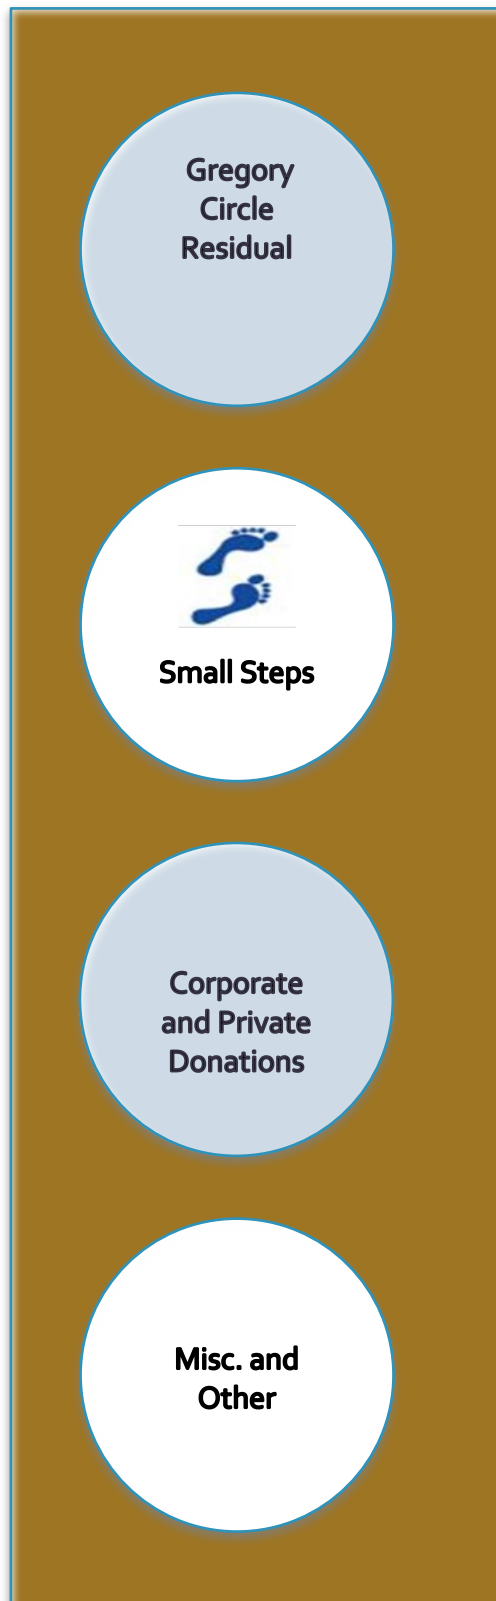 Gregory
Circle
Residual
Small Steps
Corporate
and Private
Donations
Misc. and
Other